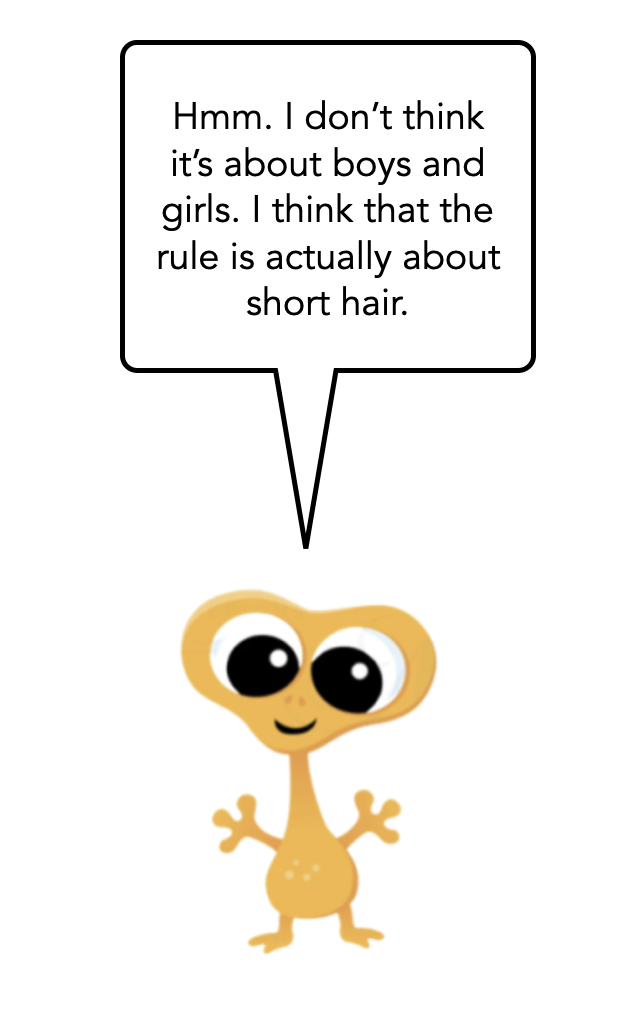 Hmm. I don’t think
it’s about boys and
girls. I think that the
rule is actually about
short hair.